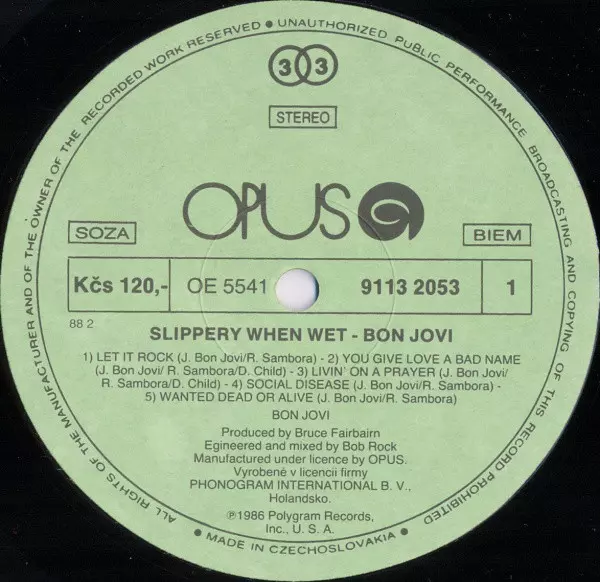 ALL RIGHTS OF THE MANUFACTURER AND OF THE OWNER OF THE RECORDED WORK RESERVED • UNAUTHORIZED PUBLIC PERFORMANCE BROADCASTING AND COPYING OF THIS RECORD PROHIBITED
33
STEREO
OPUS
SOZA
BIEM
Kčs 120,- OE 5541 9113 2053 1
88 2
SLIPPERY WHEN WET - BON JOVI
1) LET IT ROCK (J. Bon Jovi/R. Sambora) - 2) YOU GIVE LOVE A BAD NAME
(J. Bon Jovi/ R. Sambora/D. Child) - 3) LIVIN' ON A PRAYER (J. Bon Jovi/ R.
Sambora/D. Child) - 4) SOCIAL DISEASE (J. Bon Jovi/R. Sambora) -
5) WANTED DEAD OR ALIVE (J. Bon Jovi/R. Sambora)
BON JOVI
Produced by Bruce Fairbairn
Egineered and mixed by Bob Rock
Manufactured under licence by OPUS.
Vyrobené v licencii firmy
PHONOGRAM INTERNATIONAL B. V.,
Holandsko.
℗1986 Polygram Records,
Inc., U. S. A.
• MADE IN CZECHOSLOVAKIA •